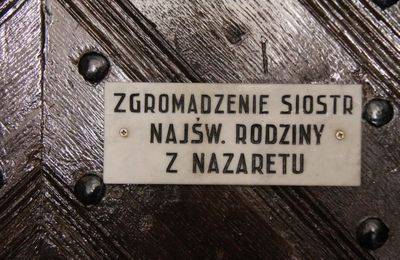 ZGROMADZENIE SIOSTR
NAJŚW. RODZINY
Z NAZARETU